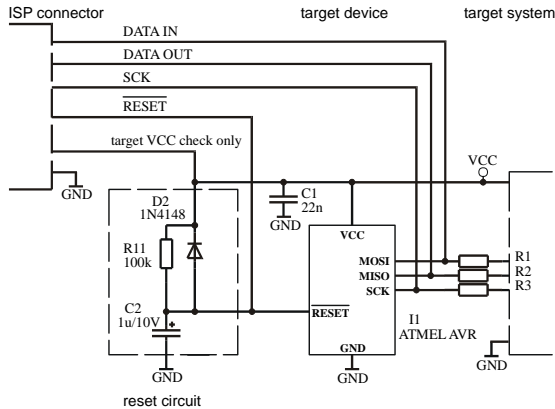 ISP connector
target device
target system
DATA IN
DATA OUT
SCK
RESET
target VCC check only
VCC
GND
D2
1N4148
C1
22n
GND
R11
100k
VCC
MOSI
MISO
SCK
R1
R2
R3
C2
1u/10V
+
RESET
I1
ATMEL AVR
GND
GND
GND
GND
reset circuit